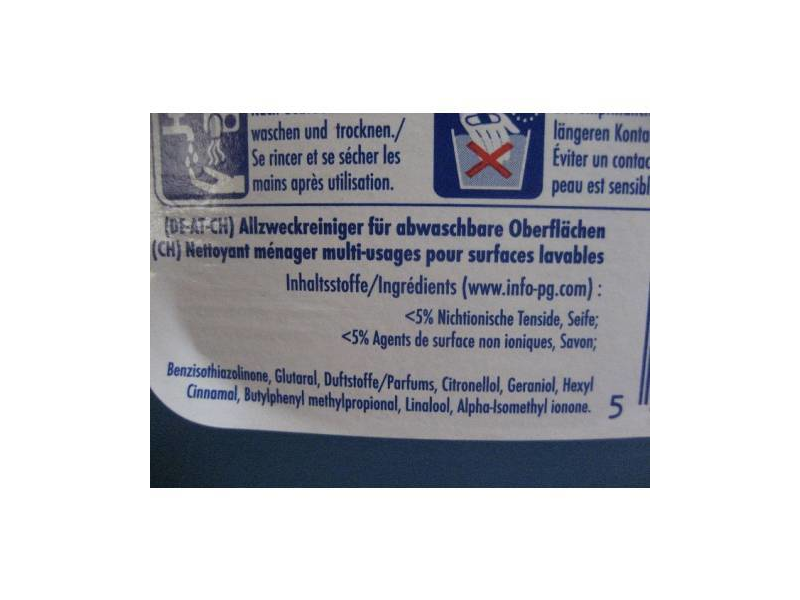 waschen und trocknen./
Se rincer et se sécher les
mains après utilisation.
längeren Konta
Éviter un contac
peau est sensibl
(DE-AT-CH) Allzweckreiniger für abwaschbare Oberflächen
(CH) Nettoyant ménager multi-usages pour surfaces lavables
Inhaltsstoffe/Ingrédients (www.info-pg.com) :
<5% Nichtionische Tenside, Seife;
<5% Agents de surface non ioniques, Savon;
Benzisothiazolinone, Glutaral, Duftstoffe/Parfums, Citronellol, Geraniol, Hexyl
Cinnamal, Butylphenyl methylpropional, Linalool, Alpha-Isomethyl ionone.
5